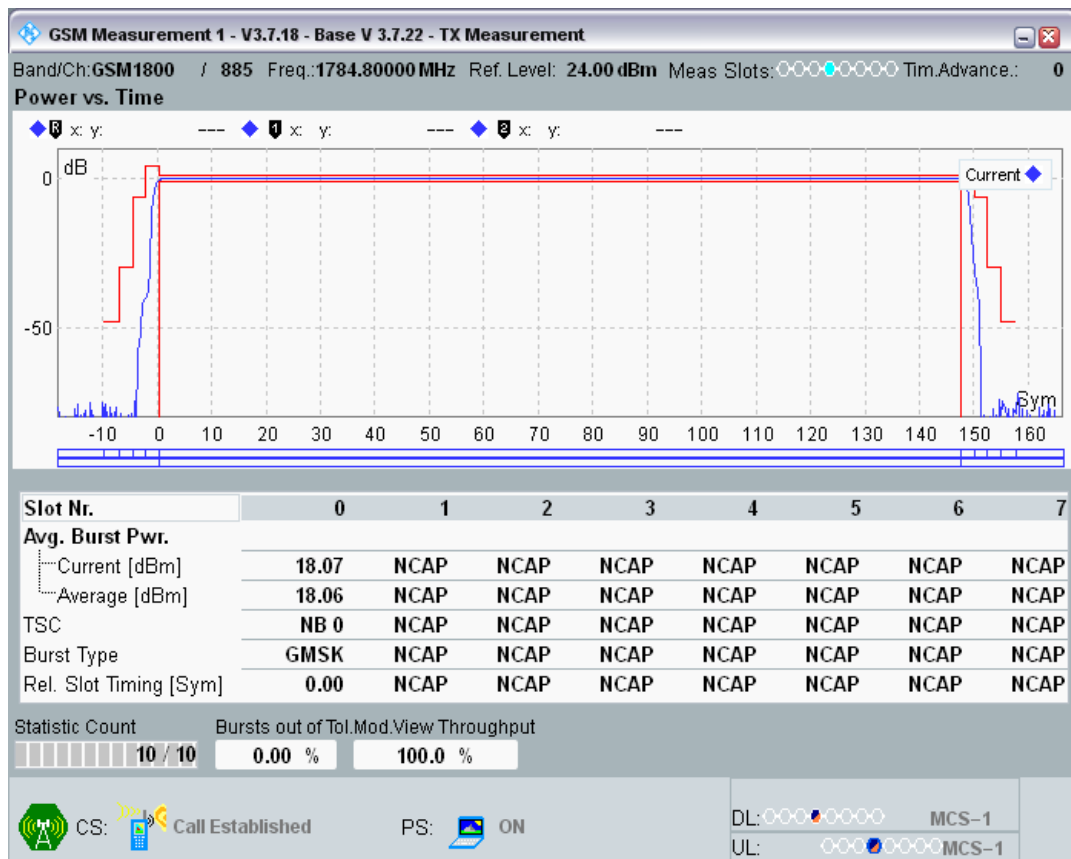 GSM Measurement 1 - V3.7.18 - Base V 3.7.22 - TX Measurement
Band/Ch:GSM1800 / 885 Freq.:1784.80000 MHz Ref. Level: 24.00 dBm Meas Slots: Tim.Advance.: 0
Power vs. Time
R x: y: --- 1 x: y: --- 2 x: y: ---
dB
0
Current
-50
Sym
-10 0 10 20 30 40 50 60 70 80 90 100 110 120 130 140 150 160
Slot Nr. 0 1 2 3 4 5 6 7
Avg. Burst Pwr.
Current [dBm] 18.07 NCAP NCAP NCAP NCAP NCAP NCAP NCAP
Average [dBm] 18.06 NCAP NCAP NCAP NCAP NCAP NCAP NCAP
TSC NB 0 NCAP NCAP NCAP NCAP NCAP NCAP NCAP
Burst Type GMSK NCAP NCAP NCAP NCAP NCAP NCAP NCAP
Rel. Slot Timing [Sym] 0.00 NCAP NCAP NCAP NCAP NCAP NCAP NCAP
Statistic Count Bursts out of Tol.Mod.View Throughput
10 / 10 0.00 % 100.0 %
CS: Call Established PS: ON DL: MCS-1
UL: MCS-1